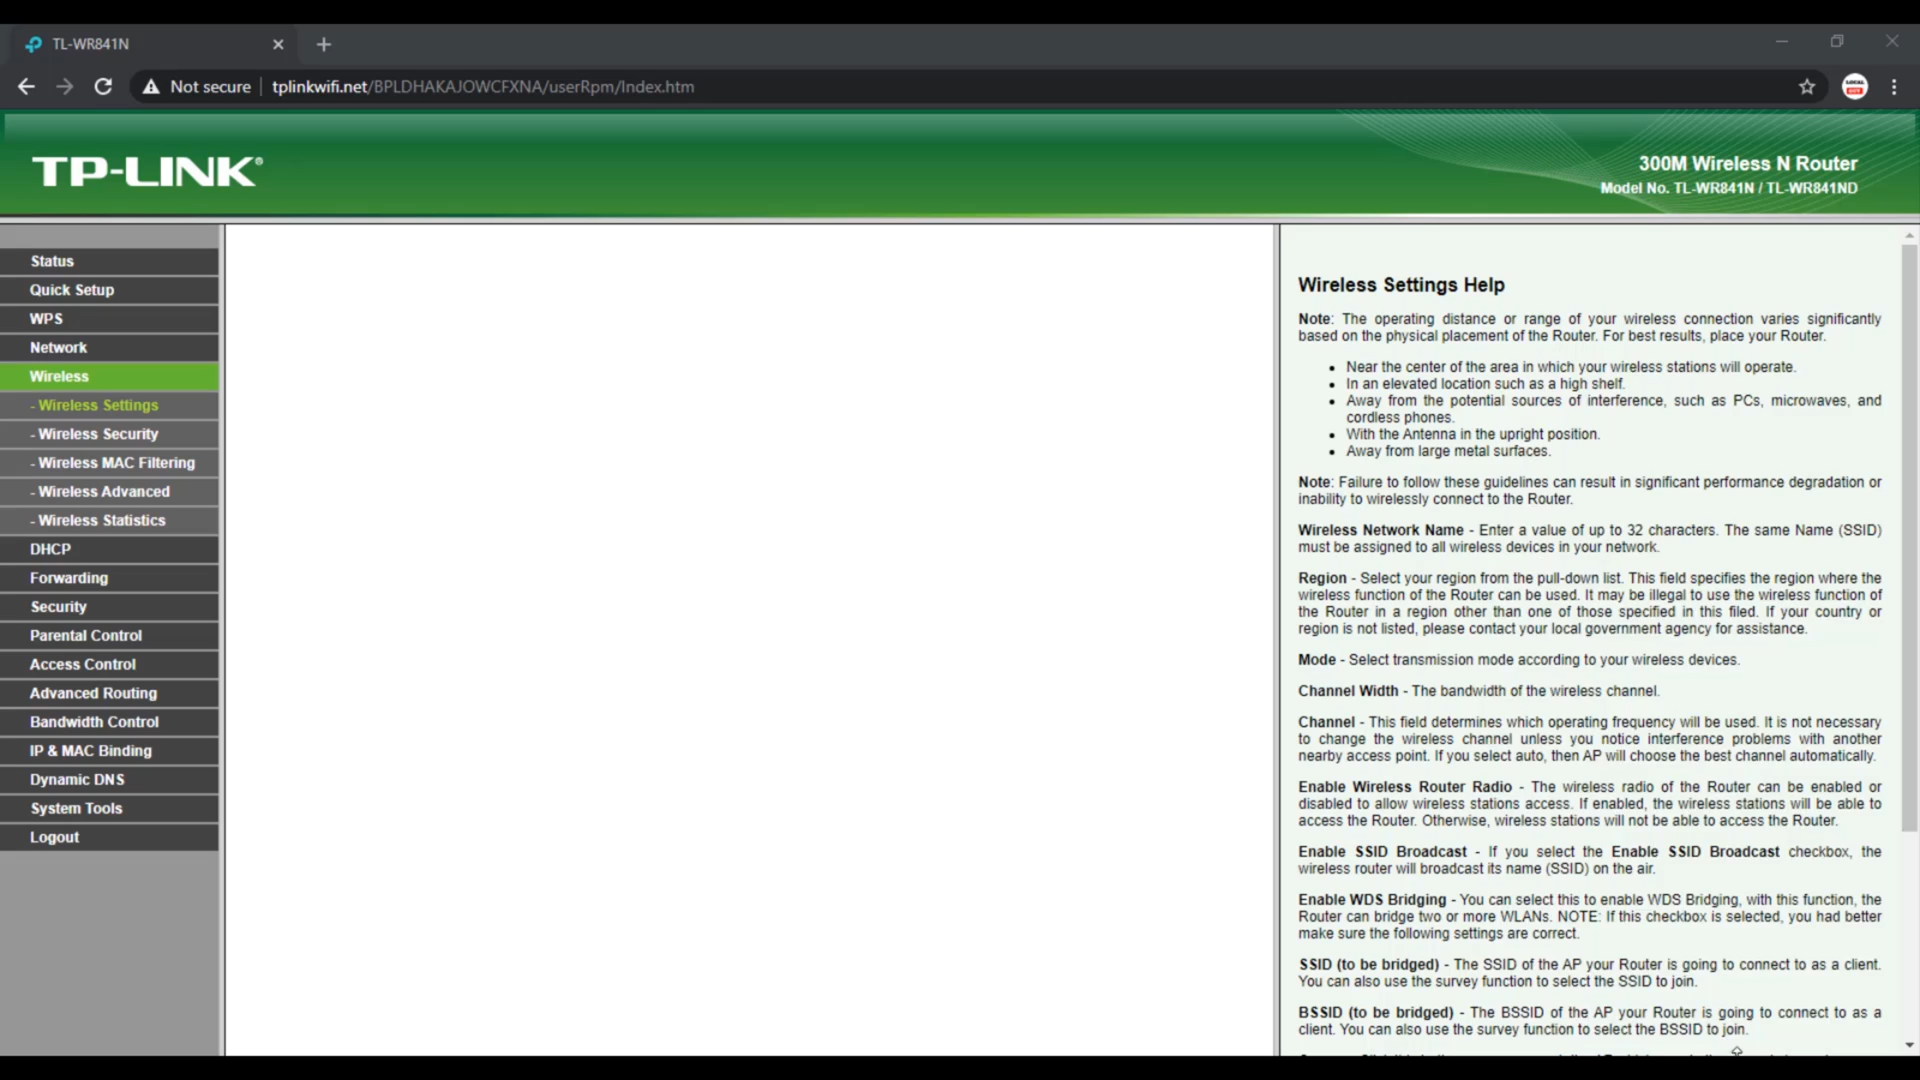 TL-WR841N
Not secure
tplinkwifi.net/BPLDHAKAJOWCFXNA/userRpm/Index.htm
TP-LINK®
300M Wireless N Router
Model No. TL-WR841N / TL-WR841ND
Status
Quick Setup
WPS
Network
Wireless
- Wireless Settings
- Wireless Security
- Wireless MAC Filtering
- Wireless Advanced
- Wireless Statistics
DHCP
Forwarding
Security
Parental Control
Access Control
Advanced Routing
Bandwidth Control
IP & MAC Binding
Dynamic DNS
System Tools
Logout
Wireless Settings Help
Note: The operating distance or range of your wireless connection varies significantly
based on the physical placement of the Router. For best results, place your Router.
• Near the center of the area in which your wireless stations will operate.
• In an elevated location such as a high shelf.
• Away from the potential sources of interference, such as PCs, microwaves, and
cordless phones.
• With the Antenna in the upright position.
• Away from large metal surfaces.
Note: Failure to follow these guidelines can result in significant performance degradation or
inability to wirelessly connect to the Router.
Wireless Network Name - Enter a value of up to 32 characters. The same Name (SSID)
must be assigned to all wireless devices in your network.
Region - Select your region from the pull-down list. This field specifies the region where the
wireless function of the Router can be used. It may be illegal to use the wireless function of
the Router in a region other than one of those specified in this filed. If your country or
region is not listed, please contact your local government agency for assistance.
Mode - Select transmission mode according to your wireless devices.
Channel Width - The bandwidth of the wireless channel.
Channel - This field determines which operating frequency will be used. It is not necessary
to change the wireless channel unless you notice interference problems with another
nearby access point. If you select auto, then AP will choose the best channel automatically.
Enable Wireless Router Radio - The wireless radio of the Router can be enabled or
disabled to allow wireless stations access. If enabled, the wireless stations will be able to
access the Router. Otherwise, wireless stations will not be able to access the Router.
Enable SSID Broadcast - If you select the Enable SSID Broadcast checkbox, the
wireless router will broadcast its name (SSID) on the air.
Enable WDS Bridging - You can select this to enable WDS Bridging, with this function, the
Router can bridge two or more WLANs. NOTE: If this checkbox is selected, you had better
make sure the following settings are correct.
SSID (to be bridged) - The SSID of the AP your Router is going to connect to as a client.
You can also use the survey function to select the SSID to join.
BSSID (to be bridged) - The BSSID of the AP your Router is going to connect to as a
client. You can also use the survey function to select the BSSID to join.